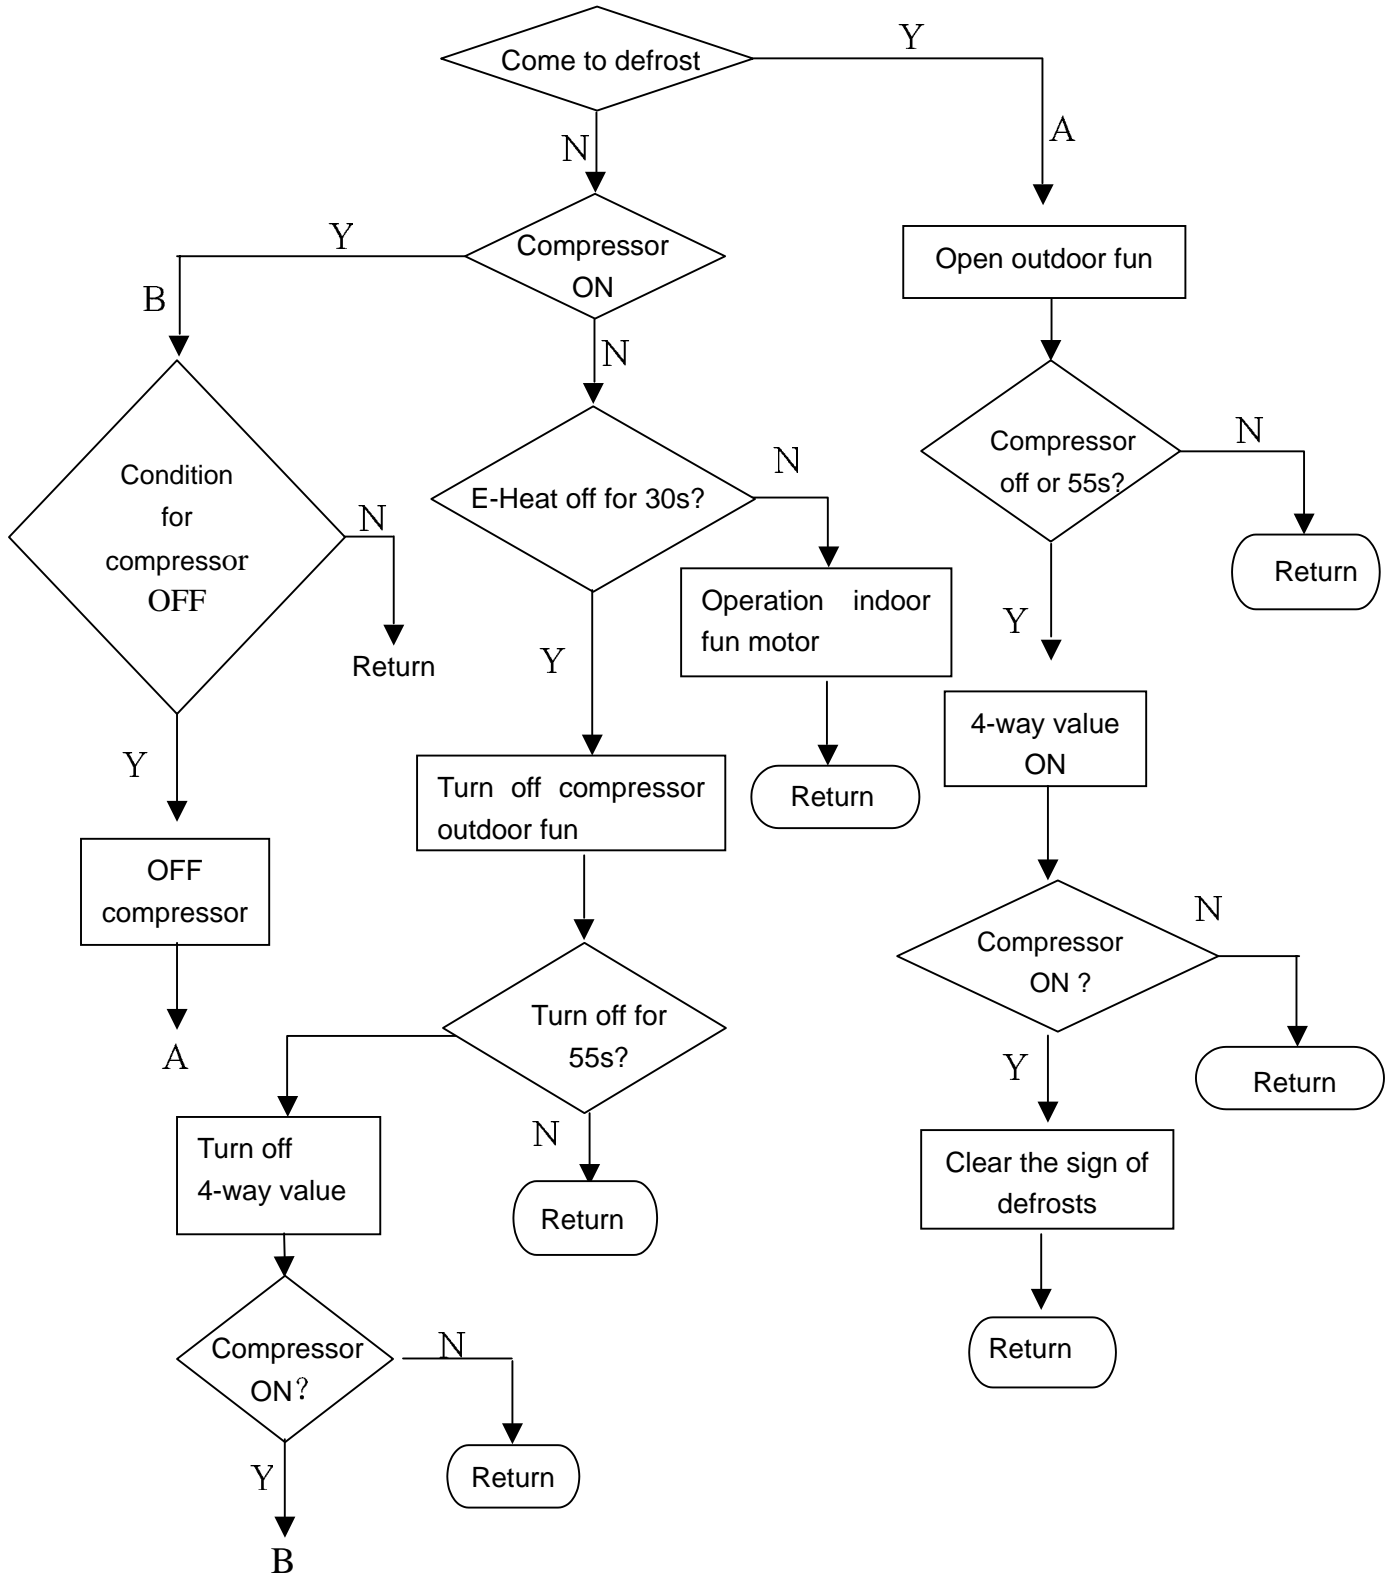 Come to defrost
Y
A
N
Compressor
ON
Y
B
N
Open outdoor fun
Compressor
off or 55s?
N
Return
Y
Condition
for
compressor
OFF
N
Return
Y
E-Heat off for 30s?
N
Operation indoor
fun motor
Return
Y
4-way value
ON
Turn off compressor
outdoor fun
OFF
compressor
A
Compressor
ON ?
N
Return
Y
Turn off for
55s?
N
Return
Turn off
4-way value
Clear the sign of
defrosts
Return
Compressor
ON?
N
Return
Y
B